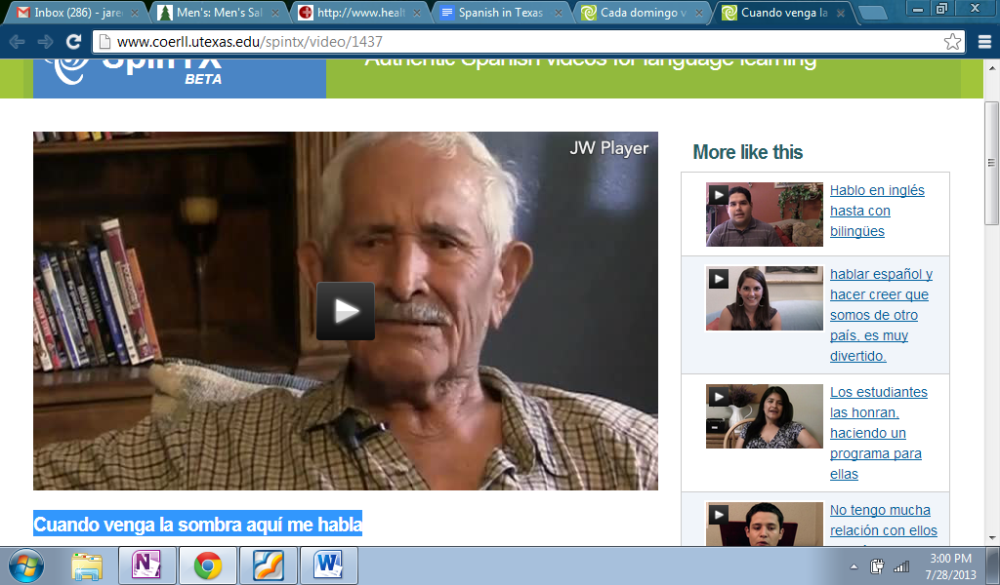 Inbox (286) - jare
Men's: Men's Sal
http://www.healt
Spanish in Texas
Cada domingo v
Cuando venga la
www.coerll.utexas.edu/spintx/video/1437
SpinTX
BETA
Authentic Spanish videos for language learning
JW Player
More like this
Hablo en inglés
hasta con
bilingües
hablar español y
hacer creer que
somos de otro
país, es muy
divertido.
Los estudiantes
las honran,
haciendo un
programa para
ellas
No tengo mucha
relación con ellos
Cuando venga la sombra aquí me habla
3:00 PM
7/28/2013